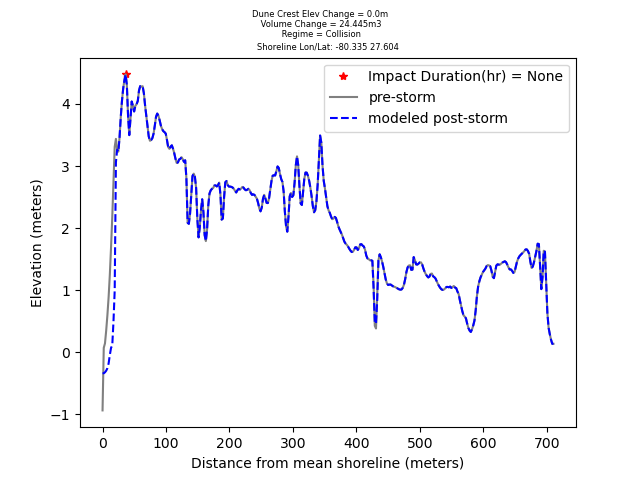 Dune Crest Elev Change = 0.0m
Volume Change = 24.445m3
Regime = Collision
Shoreline Lon/Lat: -80.335 27.604
Impact Duration(hr) = None
pre-storm
modeled post-storm
Elevation (meters)
4
3
2
1
0
−1
0 100 200 300 400 500 600 700
Distance from mean shoreline (meters)